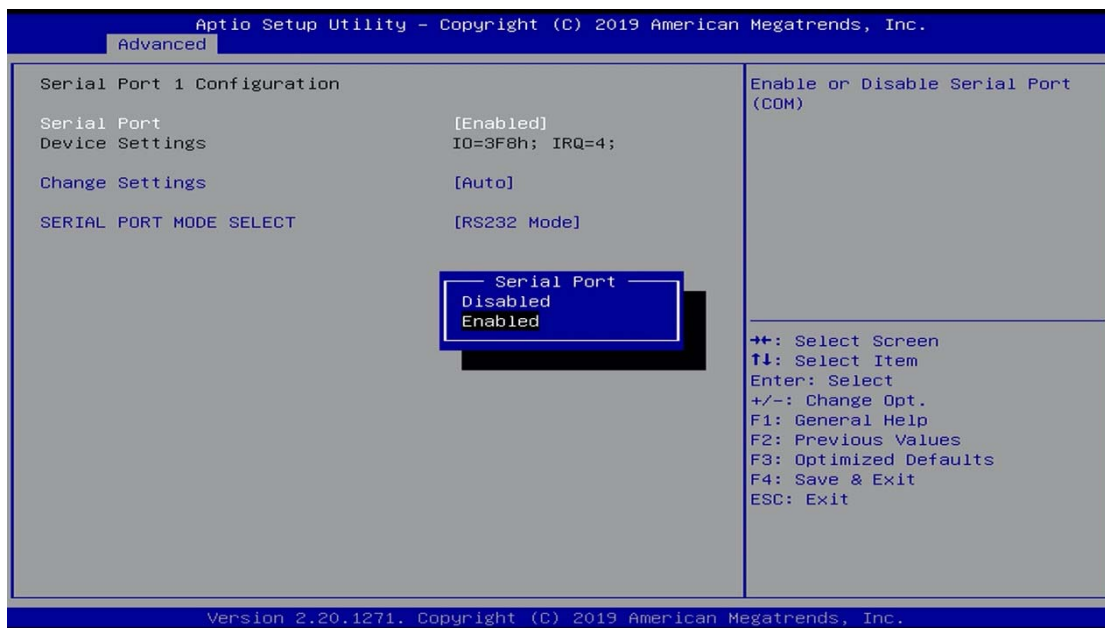 Aptio Setup Utility – Copyright (C) 2019 American Megatrends, Inc.
Advanced
Serial Port 1 Configuration
Serial Port [Enabled]
Device Settings IO=3F8h; IRQ=4;
Change Settings [Auto]
SERIAL PORT MODE SELECT [RS232 Mode]
Serial Port
Disabled
Enabled
Enable or Disable Serial Port
(COM)
→←: Select Screen
↑↓: Select Item
Enter: Select
+/-: Change Opt.
F1: General Help
F2: Previous Values
F3: Optimized Defaults
F4: Save & Exit
ESC: Exit
Version 2.20.1271. Copyright (C) 2019 American Megatrends, Inc.